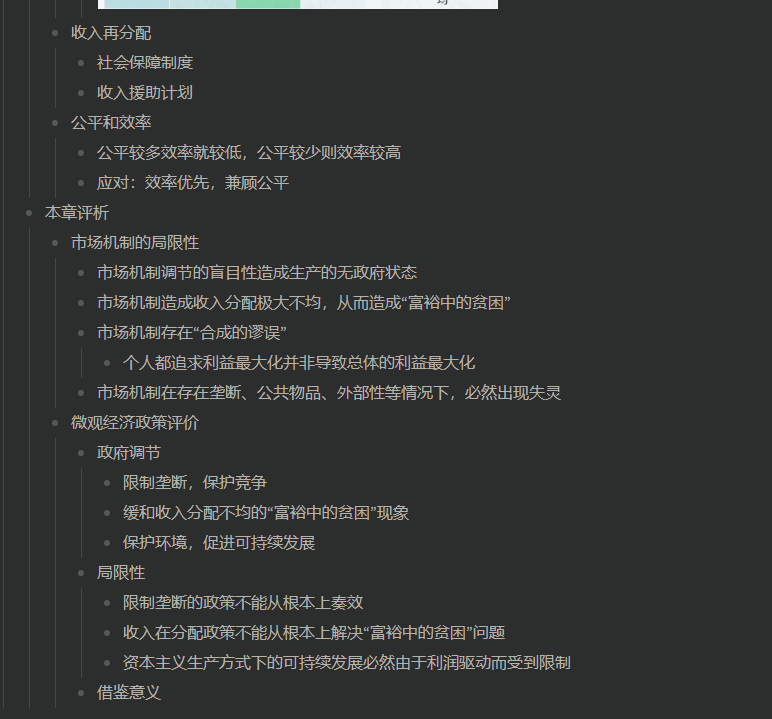 收入再分配
社会保障制度
收入援助计划
公平和效率
公平较多效率就较低，公平较少则效率较高
应对：效率优先，兼顾公平
本章评析
市场机制的局限性
市场机制调节的盲目性造成生产的无政府状态
市场机制造成收入分配极大不均，从而造成“富裕中的贫困”
市场机制存在“合成的谬误”
个人都追求利益最大化并非导致总体的利益最大化
市场机制在存在垄断、公共物品、外部性等情况下，必然出现失灵
微观经济政策评价
政府调节
限制垄断，保护竞争
缓和收入分配不均的“富裕中的贫困”现象
保护环境，促进可持续发展
局限性
限制垄断的政策不能从根本上奏效
收入在分配政策不能从根本上解决“富裕中的贫困”问题
资本主义生产方式下的可持续发展必然由于利润驱动而受到限制
借鉴意义